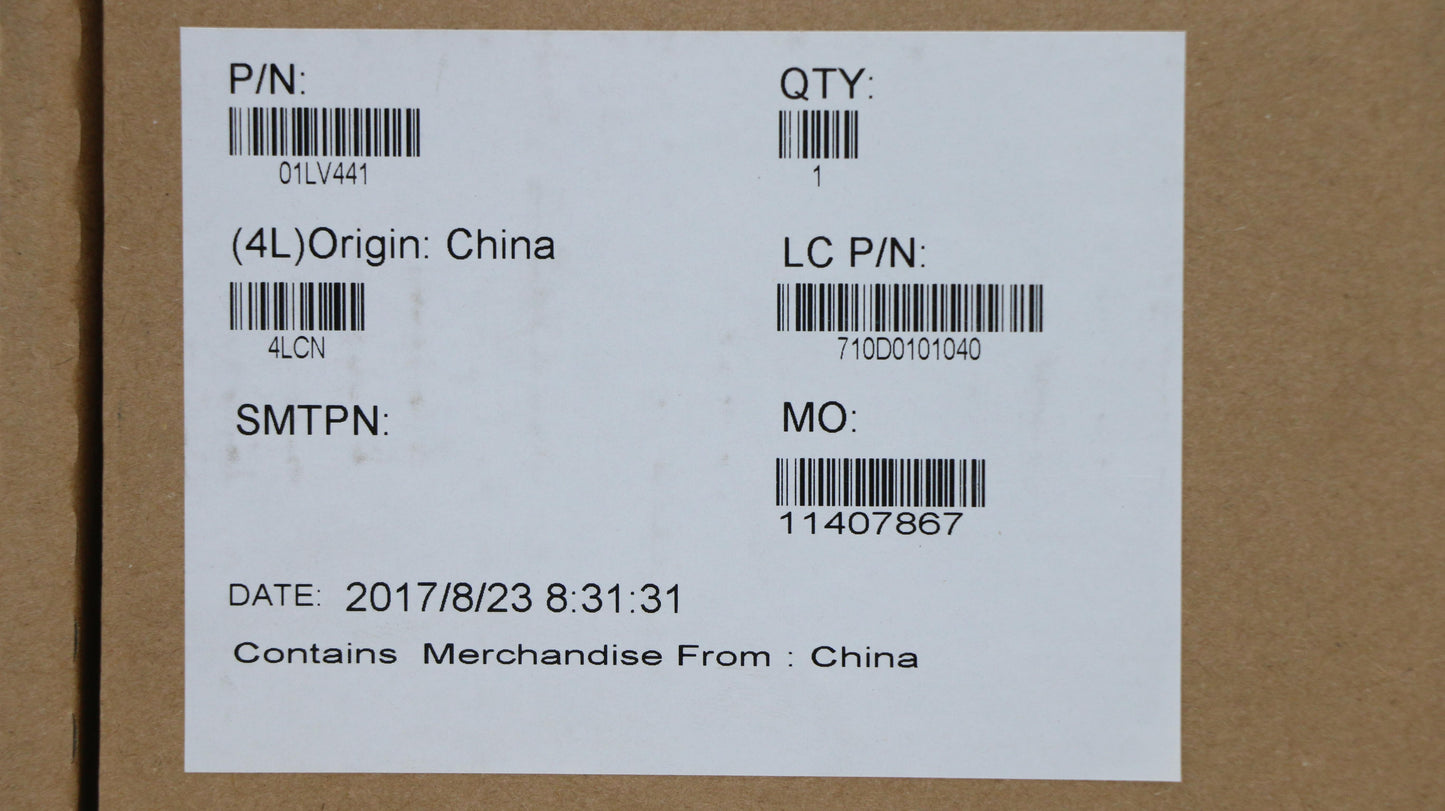 P/N:
01LV441
QTY:
1
(4L)Origin: China
4LCN
LC P/N:
710D0101040
SMTPN:
MO:
11407867
DATE: 2017/8/23 8:31:31
Contains Merchandise From : China